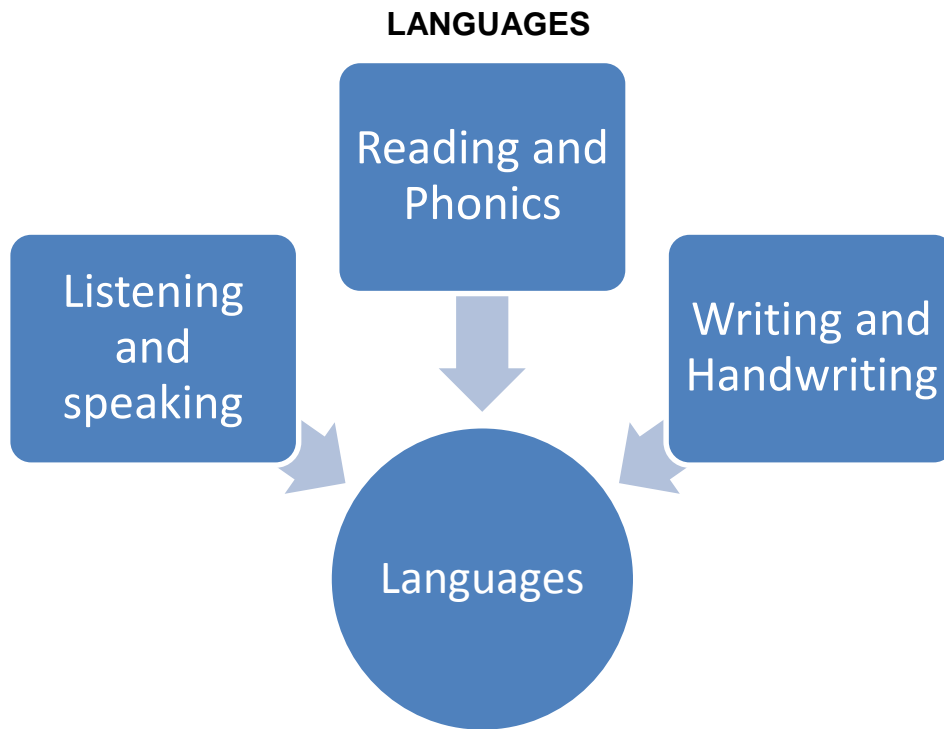 LANGUAGES
Reading and
Phonics
Listening
and
speaking
Writing and
Handwriting
Languages